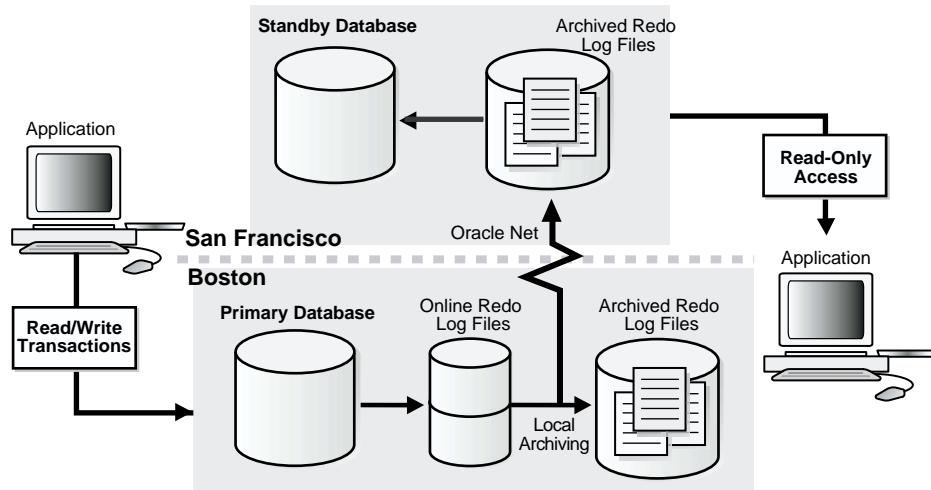 Standby Database
Archived Redo
Log Files
Application
Read-Only
Access
Oracle Net
San Francisco
Application
Boston
Primary Database
Online Redo
Log Files
Archived Redo
Log Files
Read/Write
Transactions
Local
Archiving